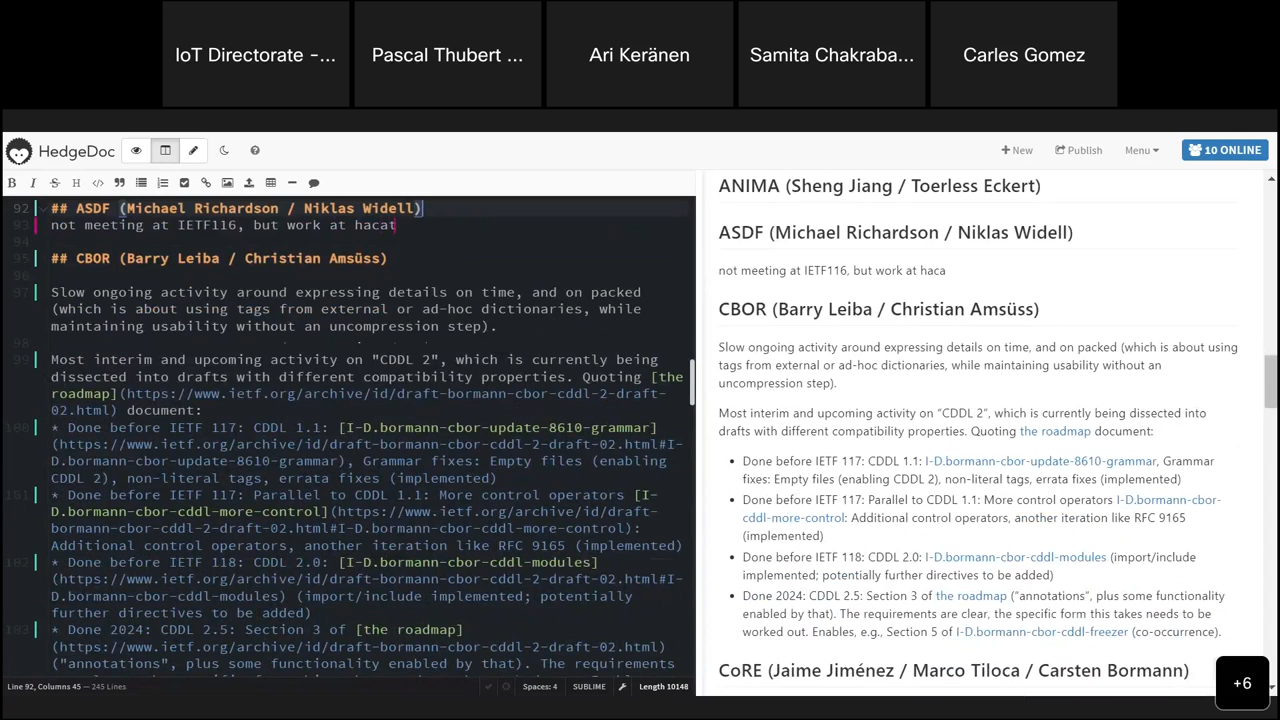 IoT Directorate -...
Pascal Thubert ...
Ari Keränen
Samita Chakraba...
Carles Gomez
HedgeDoc
New
Publish
Menu
10 ONLINE
92 ## ASDF (Michael Richardson / Niklas Widell)
93 not meeting at IETF116, but work at hacat
94
95 ## CBOR (Barry Leiba / Christian Amsüss)
96
97 Slow ongoing activity around expressing details on time, and on packed
(which is about using tags from external or ad-hoc dictionaries, while
maintaining usability without an uncompression step).
98
99 Most interim and upcoming activity on "CDDL 2", which is currently being
dissected into drafts with different compatibility properties. Quoting [the
roadmap](https://www.ietf.org/archive/id/draft-bormann-cbor-cddl-2-draft-
02.html) document:
100 * Done before IETF 117: CDDL 1.1: [I-D.bormann-cbor-update-8610-grammar]
(https://www.ietf.org/archive/id/draft-bormann-cbor-cddl-2-draft-02.html#I-
D.bormann-cbor-update-8610-grammar), Grammar fixes: Empty files (enabling
CDDL 2), non-literal tags, errata fixes (implemented)
101 * Done before IETF 117: Parallel to CDDL 1.1: More control operators [I-
D.bormann-cbor-cddl-more-control](https://www.ietf.org/archive/id/draft-
bormann-cbor-cddl-2-draft-02.html#I-D.bormann-cbor-cddl-more-control):
Additional control operators, another iteration like RFC 9165 (implemented)
102 * Done before IETF 118: CDDL 2.0: [I-D.bormann-cbor-cddl-modules]
(https://www.ietf.org/archive/id/draft-bormann-cbor-cddl-2-draft-02.html#I-
D.bormann-cbor-cddl-modules) (import/include implemented; potentially
further directives to be added)
103 * Done 2024: CDDL 2.5: Section 3 of [the roadmap]
(https://www.ietf.org/archive/id/draft-bormann-cbor-cddl-2-draft-02.html)
("annotations", plus some functionality enabled by that). The requirements
Line 92, Columns 45 — 245 Lines
Spaces: 4
SUBLIME
Length 10148
ANIMA (Sheng Jiang / Toerless Eckert)
ASDF (Michael Richardson / Niklas Widell)
not meeting at IETF116, but work at haca
CBOR (Barry Leiba / Christian Amsüss)
Slow ongoing activity around expressing details on time, and on packed (which is about using
tags from external or ad-hoc dictionaries, while maintaining usability without an
uncompression step).
Most interim and upcoming activity on “CDDL 2”, which is currently being dissected into
drafts with different compatibility properties. Quoting the roadmap document:
• Done before IETF 117: CDDL 1.1: I-D.bormann-cbor-update-8610-grammar, Grammar
fixes: Empty files (enabling CDDL 2), non-literal tags, errata fixes (implemented)
• Done before IETF 117: Parallel to CDDL 1.1: More control operators I-D.bormann-cbor-
cddl-more-control: Additional control operators, another iteration like RFC 9165
(implemented)
• Done before IETF 118: CDDL 2.0: I-D.bormann-cbor-cddl-modules (import/include
implemented; potentially further directives to be added)
• Done 2024: CDDL 2.5: Section 3 of the roadmap (“annotations”, plus some functionality
enabled by that). The requirements are clear, the specific form this takes needs to be
worked out. Enables, e.g., Section 5 of I-D.bormann-cbor-cddl-freezer (co-occurrence).
CoRE (Jaime Jiménez / Marco Tiloca / Carsten Bormann)
+6